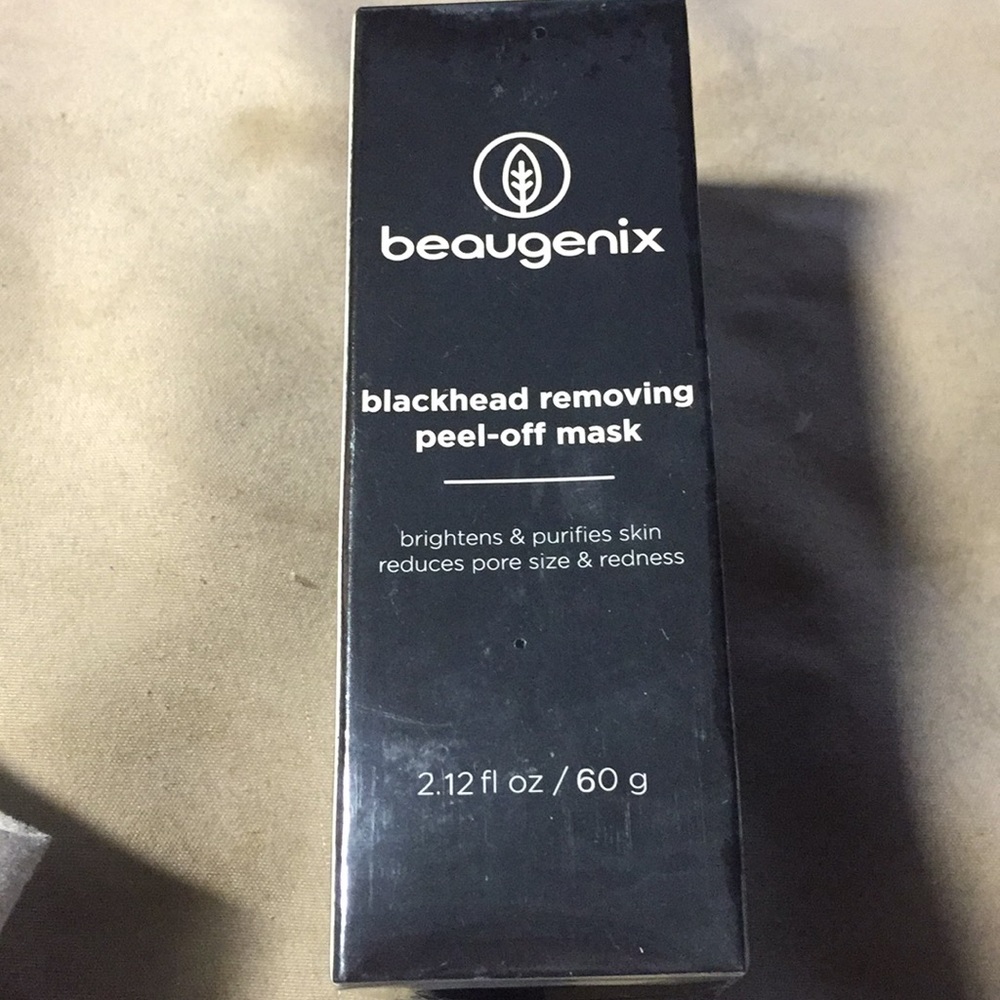 beaugenix
blackhead removing
peel-off mask
brightens & purifies skin
reduces pore size & redness
2.12 fl oz / 60 g